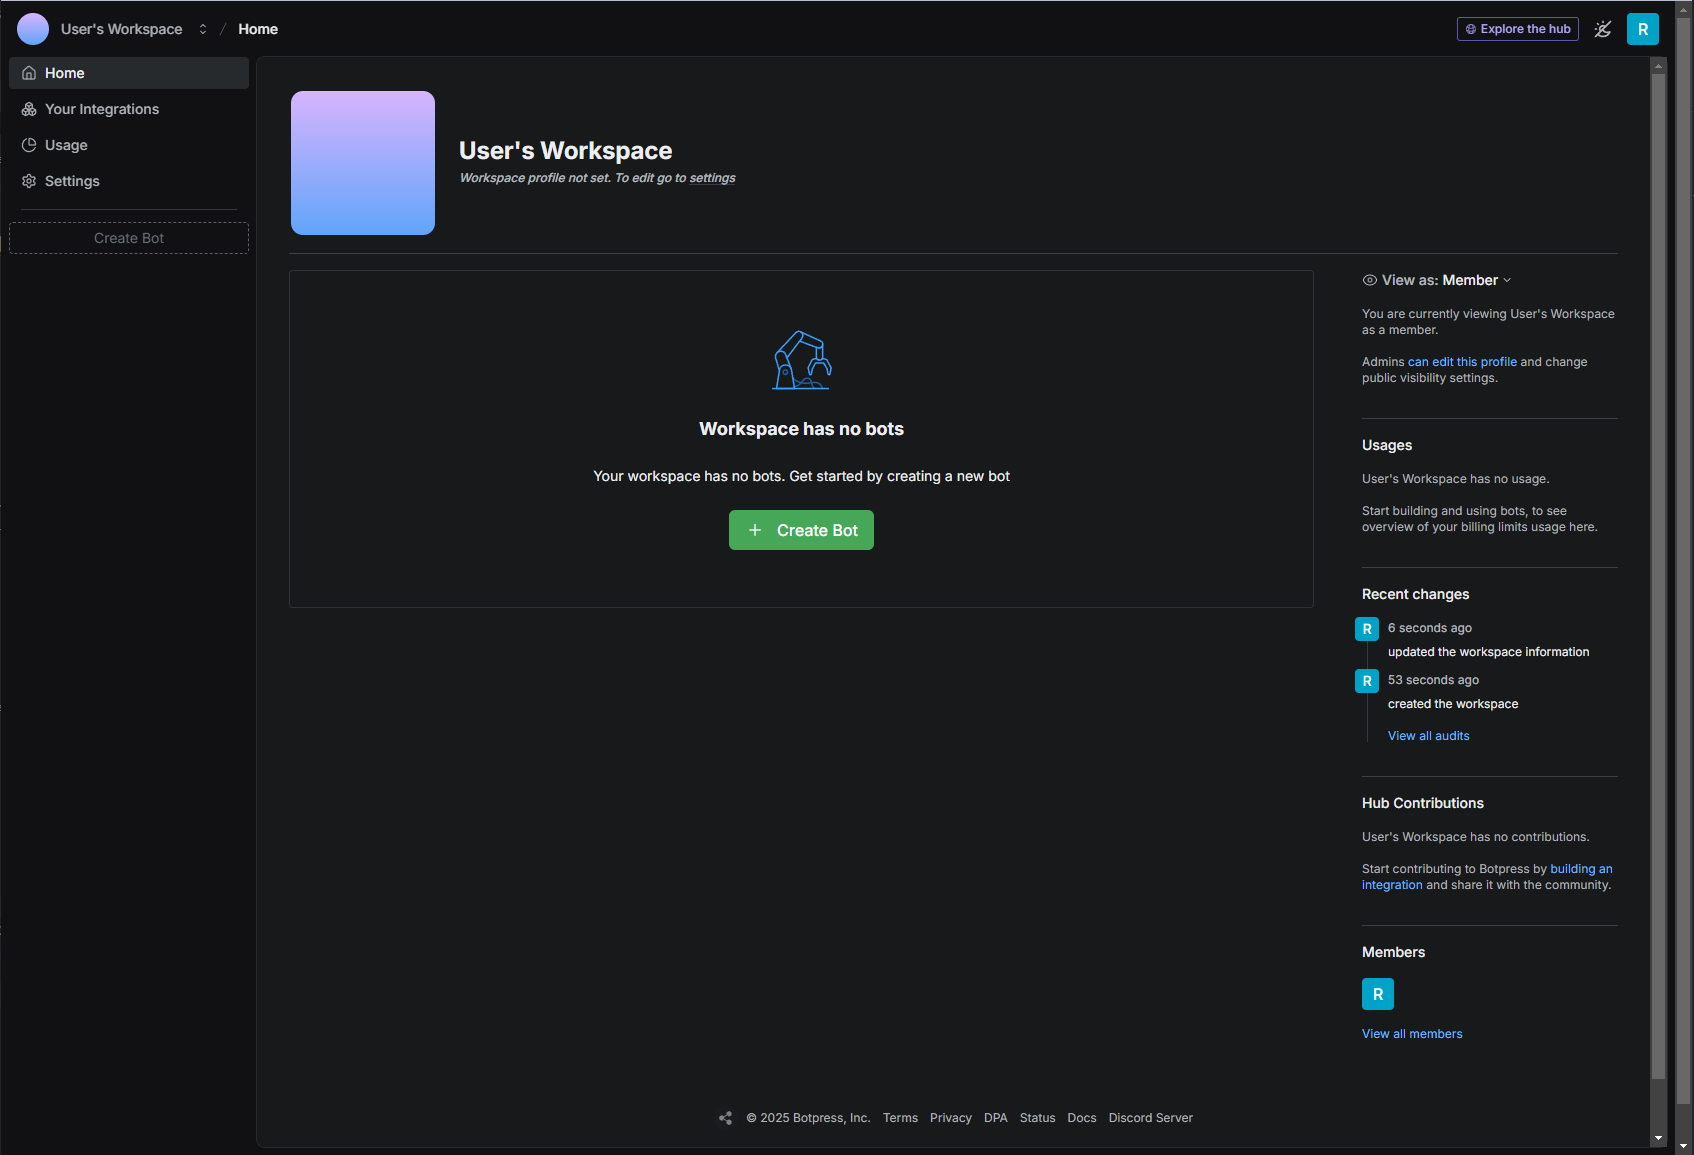 User's Workspace / Home
Explore the hub
R
Home
Your Integrations
Usage
Settings
Create Bot
User's Workspace
Workspace profile not set. To edit go to settings
Workspace has no bots
Your workspace has no bots. Get started by creating a new bot
+ Create Bot
View as: Member
You are currently viewing User's Workspace
as a member.
Admins can edit this profile and change
public visibility settings.
Usages
User's Workspace has no usage.
Start building and using bots, to see
overview of your billing limits usage here.
Recent changes
R 6 seconds ago
updated the workspace information
R 53 seconds ago
created the workspace
View all audits
Hub Contributions
User's Workspace has no contributions.
Start contributing to Botpress by building an
integration and share it with the community.
Members
R
View all members
© 2025 Botpress, Inc. Terms Privacy DPA Status Docs Discord Server